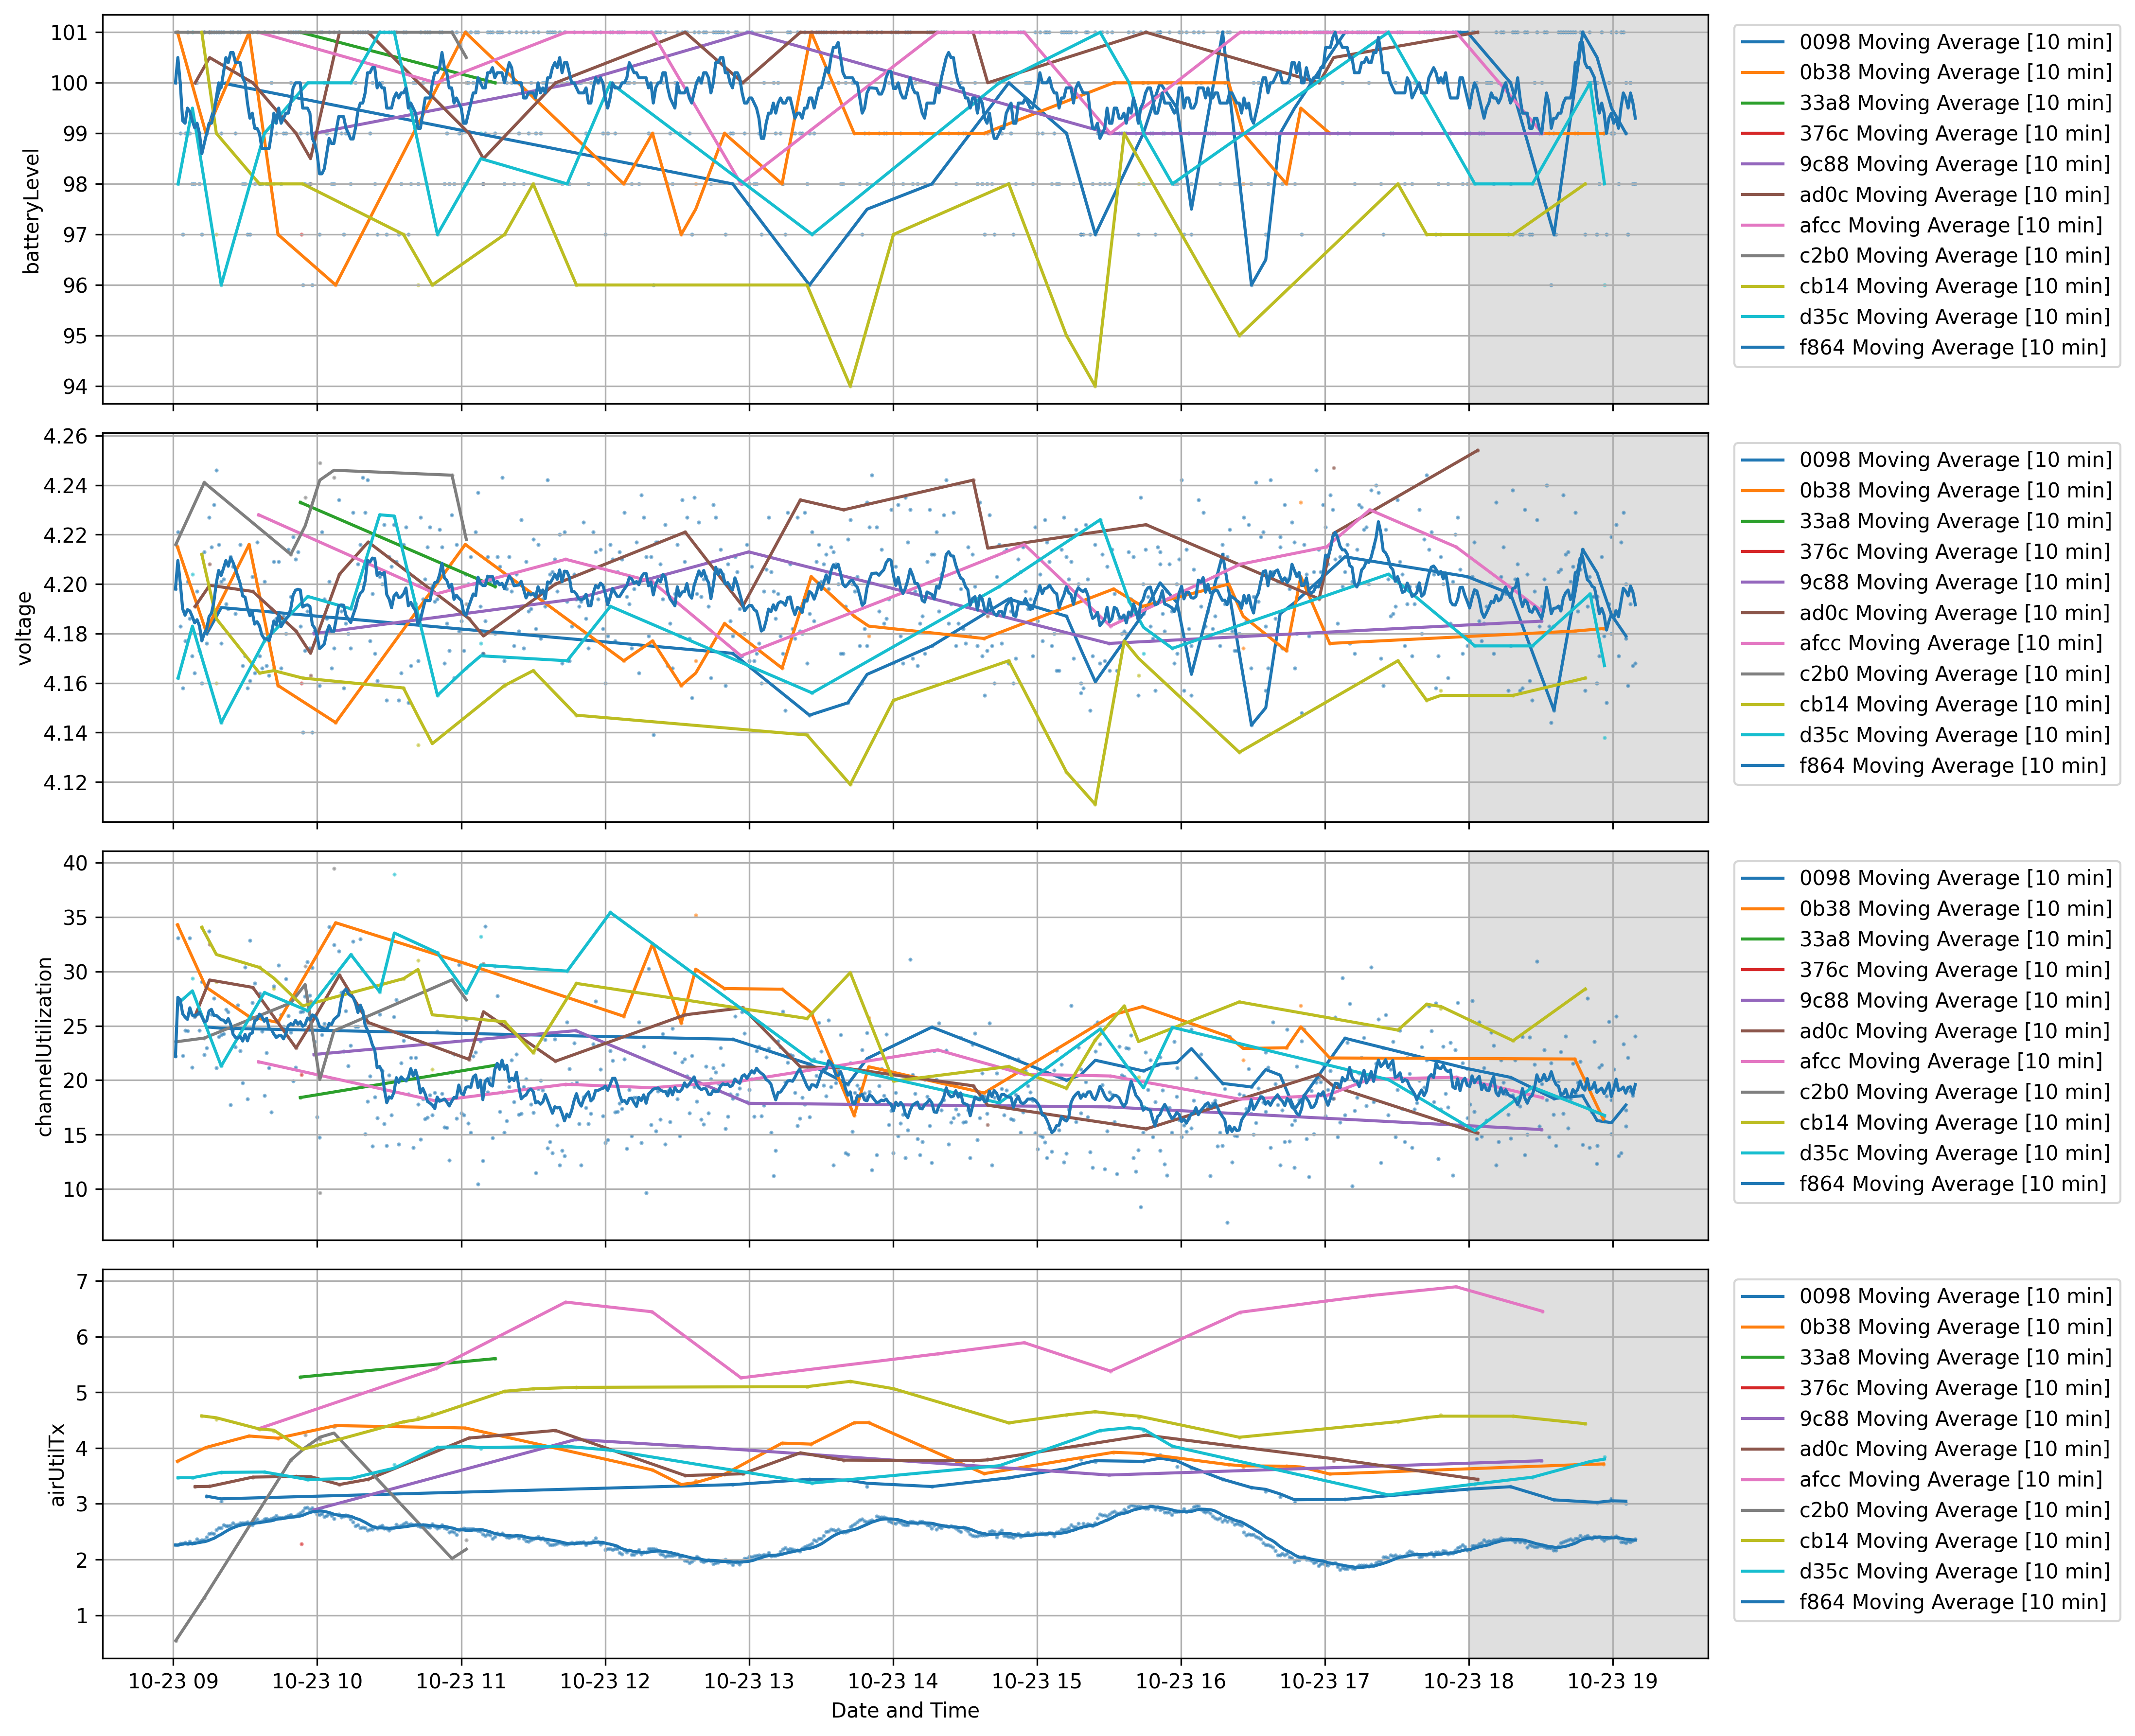 101
100
99
98
97
96
95
94
batteryLevel
0098 Moving Average [10 min]
0b38 Moving Average [10 min]
33a8 Moving Average [10 min]
376c Moving Average [10 min]
9c88 Moving Average [10 min]
ad0c Moving Average [10 min]
afcc Moving Average [10 min]
c2b0 Moving Average [10 min]
cb14 Moving Average [10 min]
d35c Moving Average [10 min]
f864 Moving Average [10 min]
4.26
4.24
4.22
4.20
4.18
4.16
4.14
4.12
voltage
0098 Moving Average [10 min]
0b38 Moving Average [10 min]
33a8 Moving Average [10 min]
376c Moving Average [10 min]
9c88 Moving Average [10 min]
ad0c Moving Average [10 min]
afcc Moving Average [10 min]
c2b0 Moving Average [10 min]
cb14 Moving Average [10 min]
d35c Moving Average [10 min]
f864 Moving Average [10 min]
40
35
30
25
20
15
10
channelUtilization
0098 Moving Average [10 min]
0b38 Moving Average [10 min]
33a8 Moving Average [10 min]
376c Moving Average [10 min]
9c88 Moving Average [10 min]
ad0c Moving Average [10 min]
afcc Moving Average [10 min]
c2b0 Moving Average [10 min]
cb14 Moving Average [10 min]
d35c Moving Average [10 min]
f864 Moving Average [10 min]
7
6
5
4
3
2
1
airUtilTx
0098 Moving Average [10 min]
0b38 Moving Average [10 min]
33a8 Moving Average [10 min]
376c Moving Average [10 min]
9c88 Moving Average [10 min]
ad0c Moving Average [10 min]
afcc Moving Average [10 min]
c2b0 Moving Average [10 min]
cb14 Moving Average [10 min]
d35c Moving Average [10 min]
f864 Moving Average [10 min]
10-23 09 10-23 10 10-23 11 10-23 12 10-23 13 10-23 14 10-23 15 10-23 16 10-23 17 10-23 18 10-23 19
Date and Time